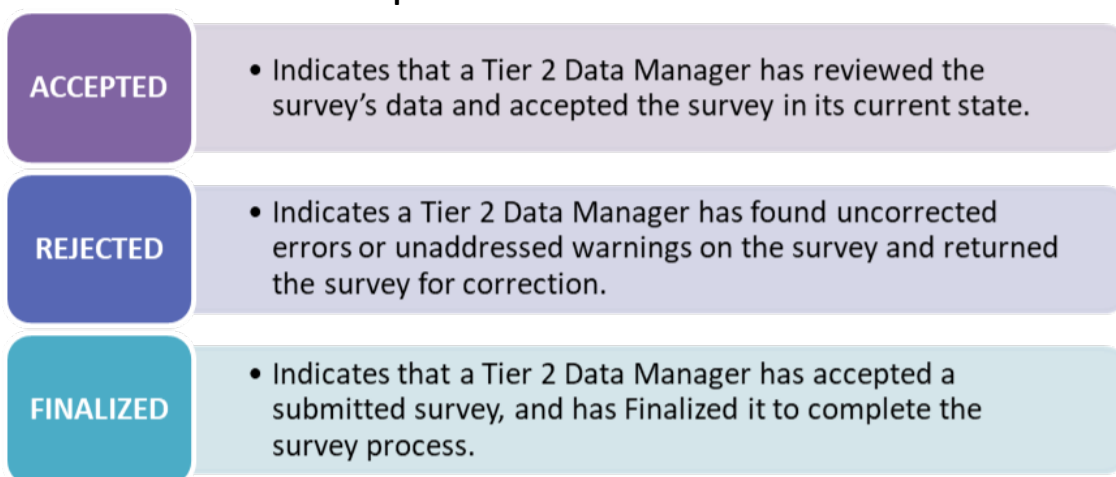 ACCEPTED
• Indicates that a Tier 2 Data Manager has reviewed the
survey’s data and accepted the survey in its current state.
REJECTED
• Indicates a Tier 2 Data Manager has found uncorrected
errors or unaddressed warnings on the survey and returned
the survey for correction.
FINALIZED
• Indicates that a Tier 2 Data Manager has accepted a
submitted survey, and has Finalized it to complete the
survey process.